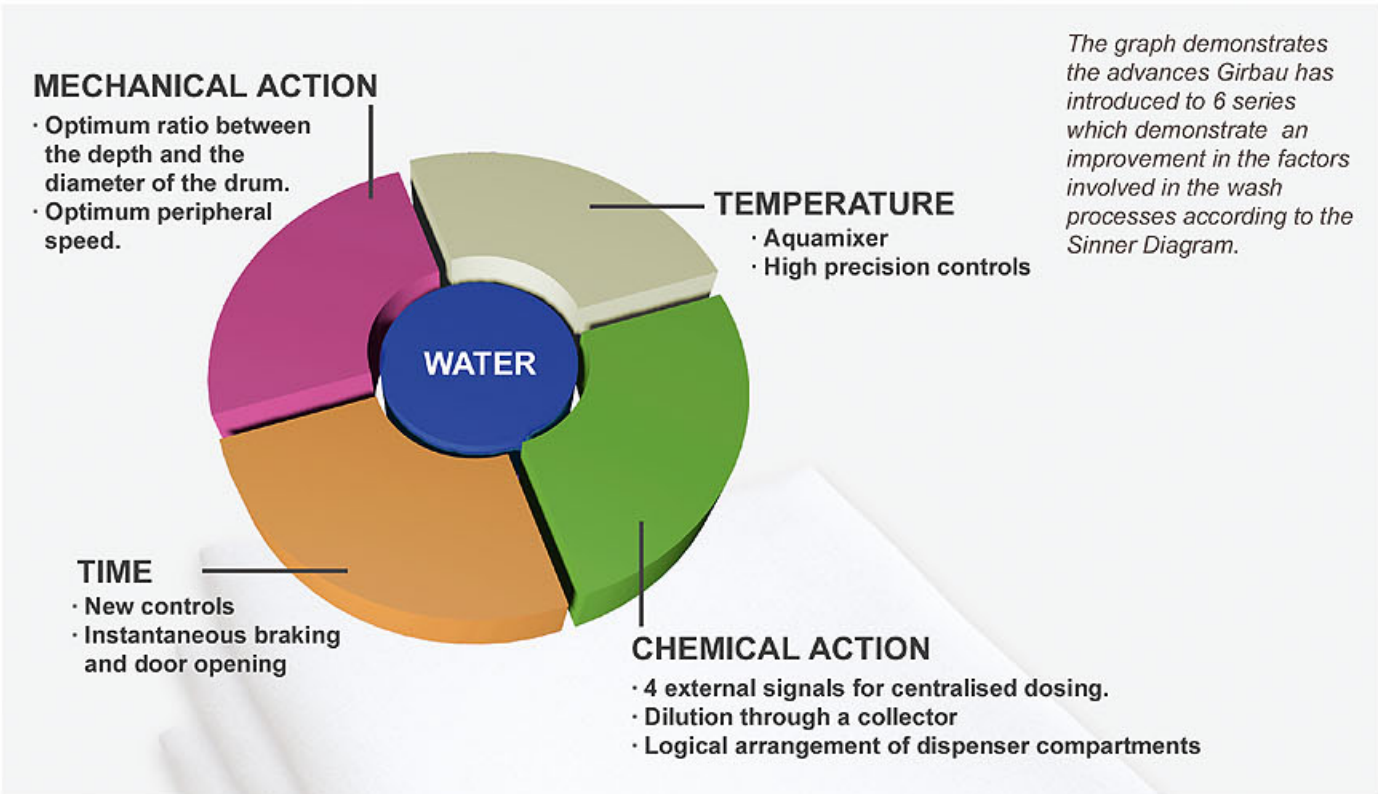 MECHANICAL ACTION
· Optimum ratio between
the depth and the
diameter of the drum.
· Optimum peripheral
speed.
The graph demonstrates
the advances Girbau has
introduced to 6 series
which demonstrate an
improvement in the factors
involved in the wash
processes according to the
Sinner Diagram.
TEMPERATURE
· Aquamixer
· High precision controls
WATER
TIME
· New controls
· Instantaneous braking
and door opening
CHEMICAL ACTION
· 4 external signals for centralised dosing.
· Dilution through a collector
· Logical arrangement of dispenser compartments